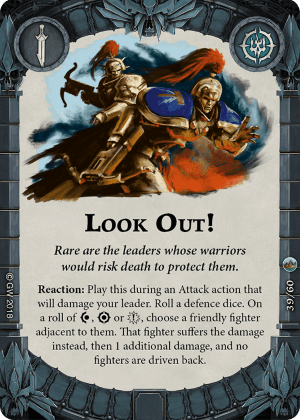 LOOK OUT!
Rare are the leaders whose warriors
would risk death to protect them.
Reaction: Play this during an Attack action that
will damage your leader. Roll a defence dice. On
a roll of , or , choose a friendly fighter
adjacent to them. That fighter suffers the damage
instead, then 1 additional damage, and no
fighters are driven back.
© GW 2018
39/60